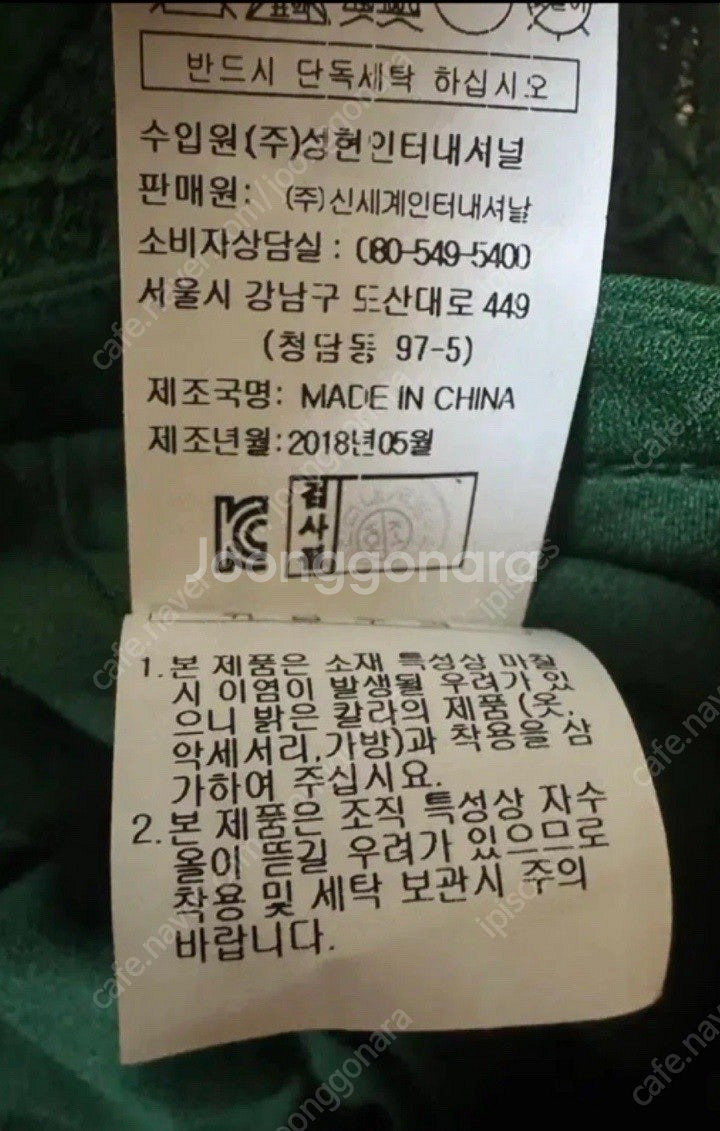 반드시 단독세탁 하십시오
수입원(주)성현인터내셔널
판매원: (주)신세계인터내셔날
소비자상담실 : 080-549-5400
서울시 강남구 도산대로 449
(청담동 97-5)
제조국명: MADE IN CHINA
제조년월:2018년05월
검사필
Joonggonara
1.본 제품은 소재 특성상 마찰
시 이염이 발생될 우려가 있
으니 밝은 칼라의 제품(옷,
악세서리,가방)과 착용을 삼
가하여 주십시요.
2.본 제품은 조직 특성상 자수
올이 뜯길 우려가 있으므로
착용 및 세탁 보관시 주의
바랍니다.